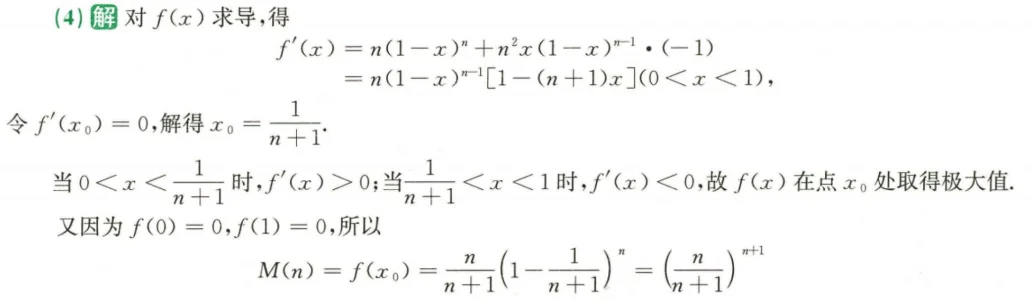 (4) 解 对 f(x) 求导,得
f′(x) = n(1−x)ⁿ + n²x(1−x)ⁿ⁻¹ • (−1)
= n(1−x)ⁿ⁻¹[1−(n+1)x](0 < x < 1),
令 f′(x₀) = 0,解得 x₀ = 1/(n+1).
当 0 < x < 1/(n+1) 时, f′(x) > 0;当 1/(n+1) < x < 1 时, f′(x) < 0,故 f(x) 在点 x₀ 处取得极大值.
又因为 f(0) = 0, f(1) = 0,所以
M(n) = f(x₀) = n/(n+1) (1 − 1/(n+1))ⁿ = (n/(n+1))ⁿ⁺¹